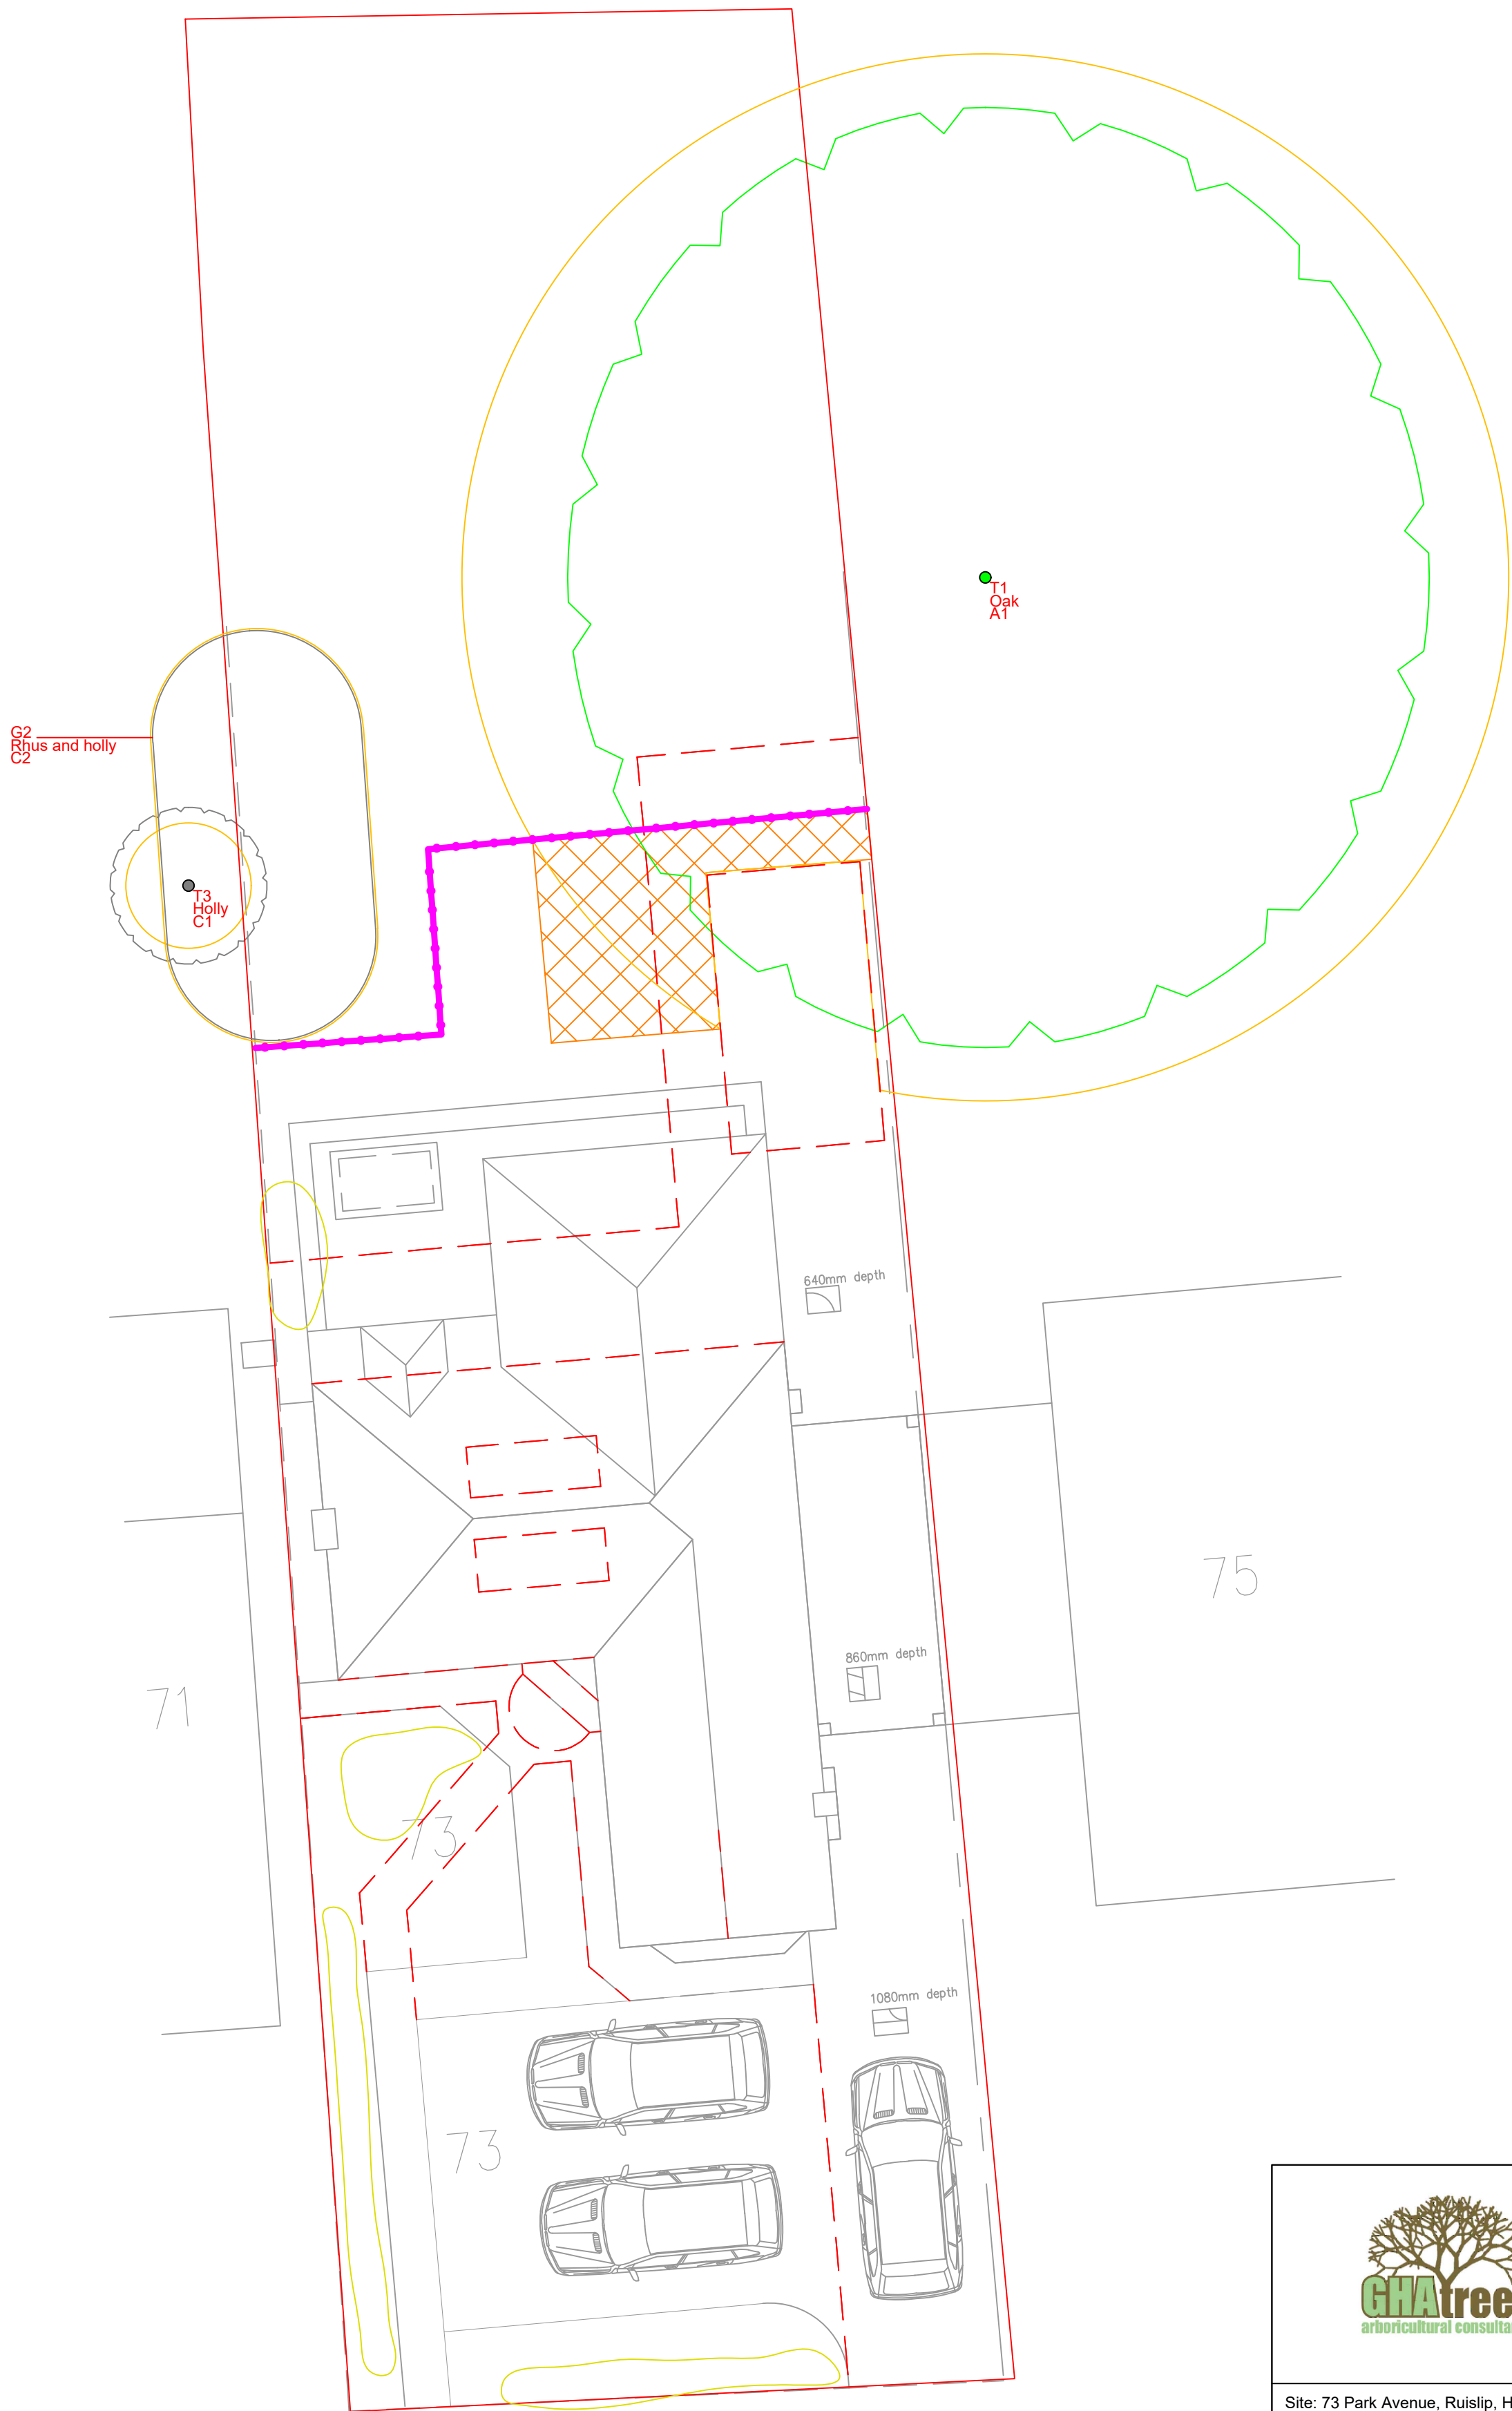 T1
Oak
A1
G2
Rhus and holly
C2
T3
Holly
C1
640mm depth
75
860mm depth
71
73
1080mm depth
73
GHAtree
arboricultural
Site: 73 Park Avenue, Ruislip,